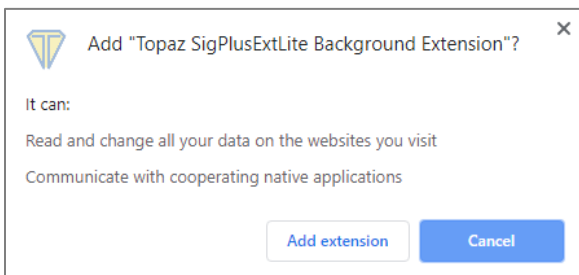 Add "Topaz SigPlusExtLite Background Extension"?
It can:
Read and change all your data on the websites you visit
Communicate with cooperating native applications
Add extension
Cancel